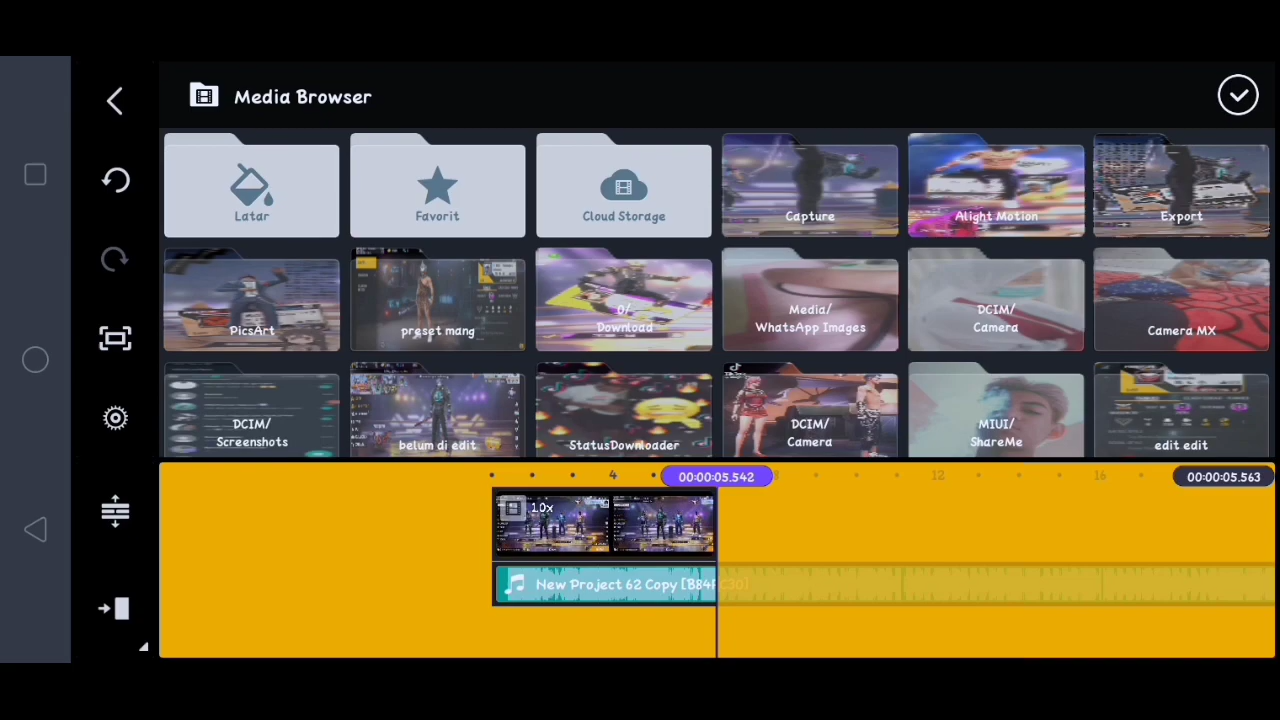 Media Browser
Latar
Favorit
Cloud Storage
Capture
Alight Motion
Export
PicsArt
preset mang
0/
Download
Media/
WhatsApp Images
DCIM/
Camera
Camera MX
DCIM/
Screenshots
belum di edit
StatusDownloader
DCIM/
Camera
MIUI/
ShareMe
edit edit
4
00:00:05.542
8
12
16
00:00:05.563
1.0x
New Project 62 Copy [B84FC30]